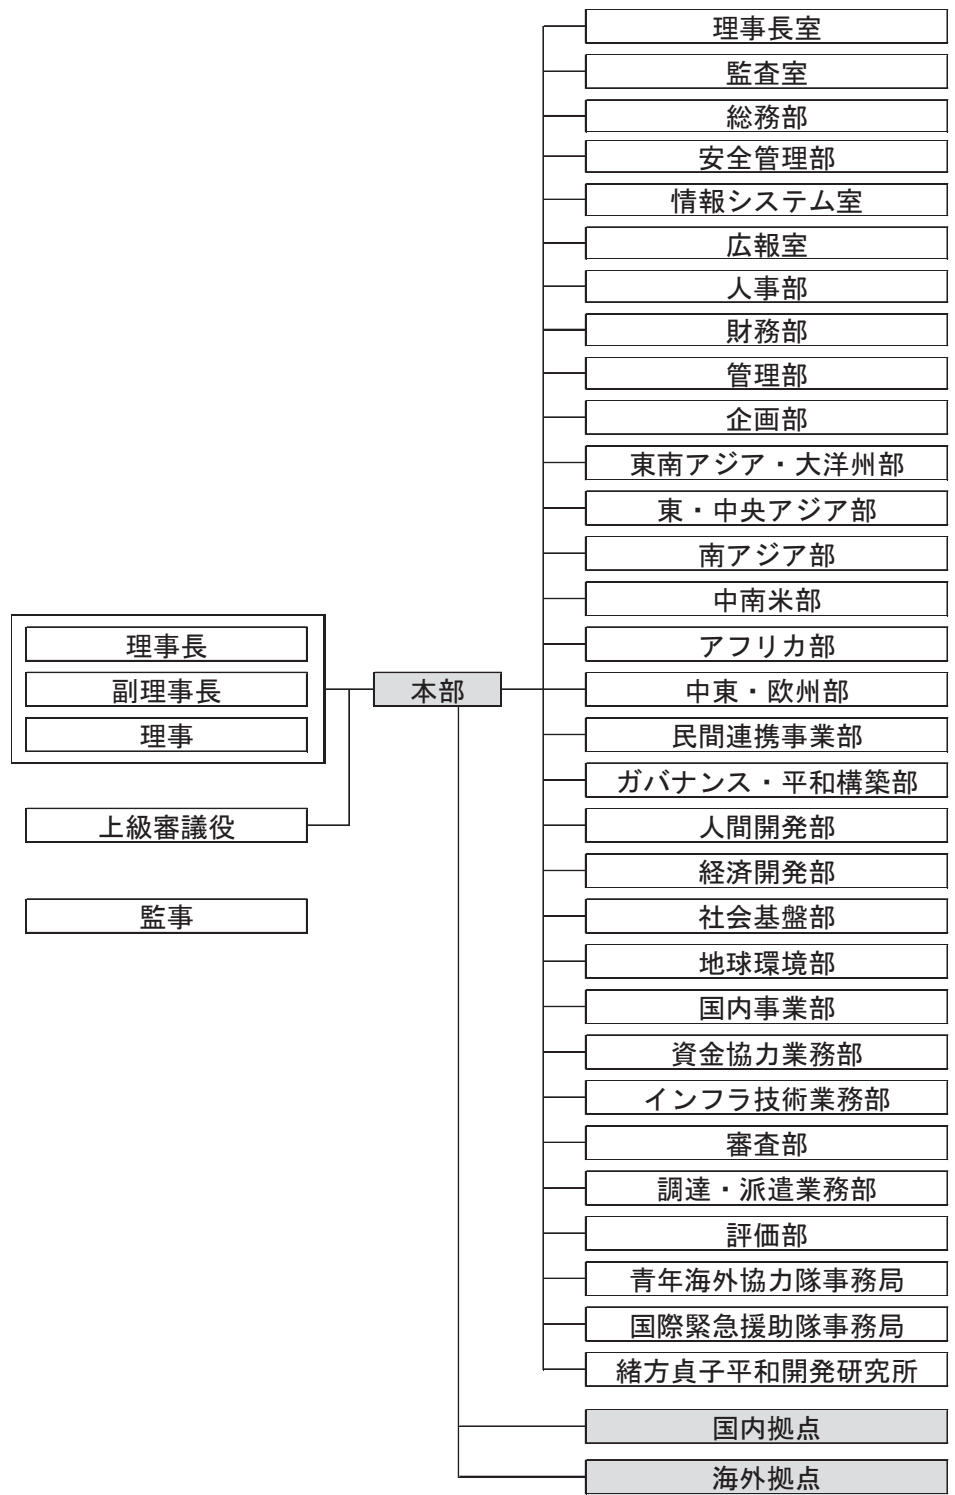 理事長
副理事長
理事
上級審議役
監事
本部
理事長室
監査室
総務部
安全管理部
情報システム室
広報室
人事部
財務部
管理部
企画部
東南アジア・大洋州部
東・中央アジア部
南アジア部
中南米部
アフリカ部
中東・欧州部
民間連携事業部
ガバナンス・平和構築部
人間開発部
経済開発部
社会基盤部
地球環境部
国内事業部
資金協力業務部
インフラ技術業務部
審査部
調達・派遣業務部
評価部
青年海外協力隊事務局
国際緊急援助隊事務局
緒方貞子平和開発研究所
国内拠点
海外拠点